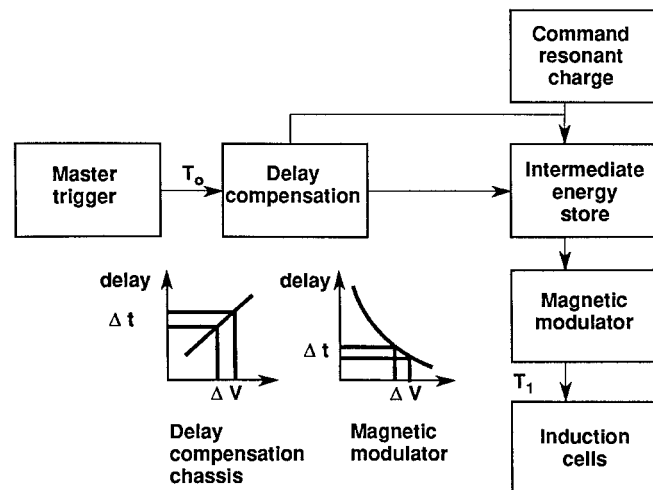 Command
resonant
charge
Master
trigger
T₀
Delay
compensation
Intermediate
energy
store
delay
Δ t
Δ V
Delay
compensation
chassis
delay
Δ t
Δ V
Magnetic
modulator
Magnetic
modulator
T₁
Induction
cells